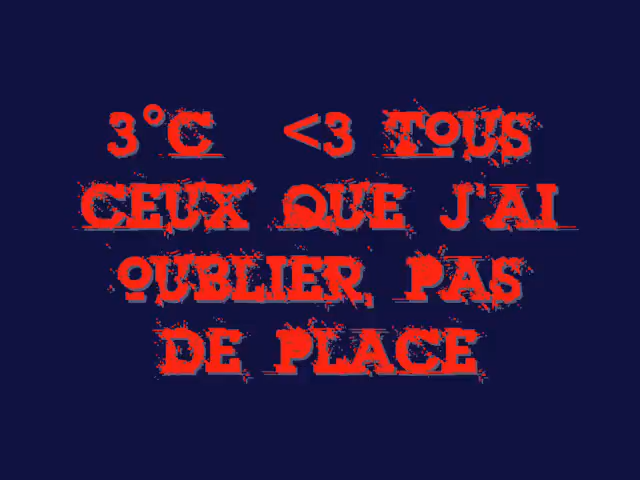 3°C <3 TOUS
CEUX QUE J'AI
OUBLIER, PAS
DE PLACE